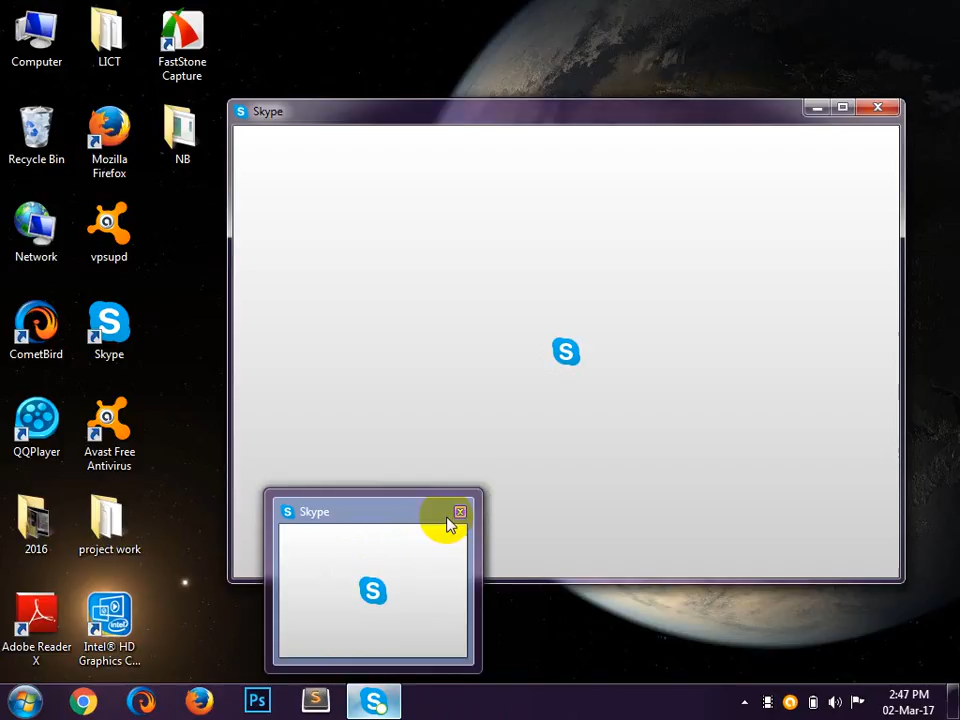 Computer
LICT
FastStone
Capture
Recycle Bin
Mozilla
Firefox
NB
Network
vpsupd
CometBird
Skype
QQPlayer
Avast Free
Antivirus
2016
project work
Adobe Reader
X
Intel® HD
Graphics C...
Skype
Skype
Ps
2:47 PM
02-Mar-17